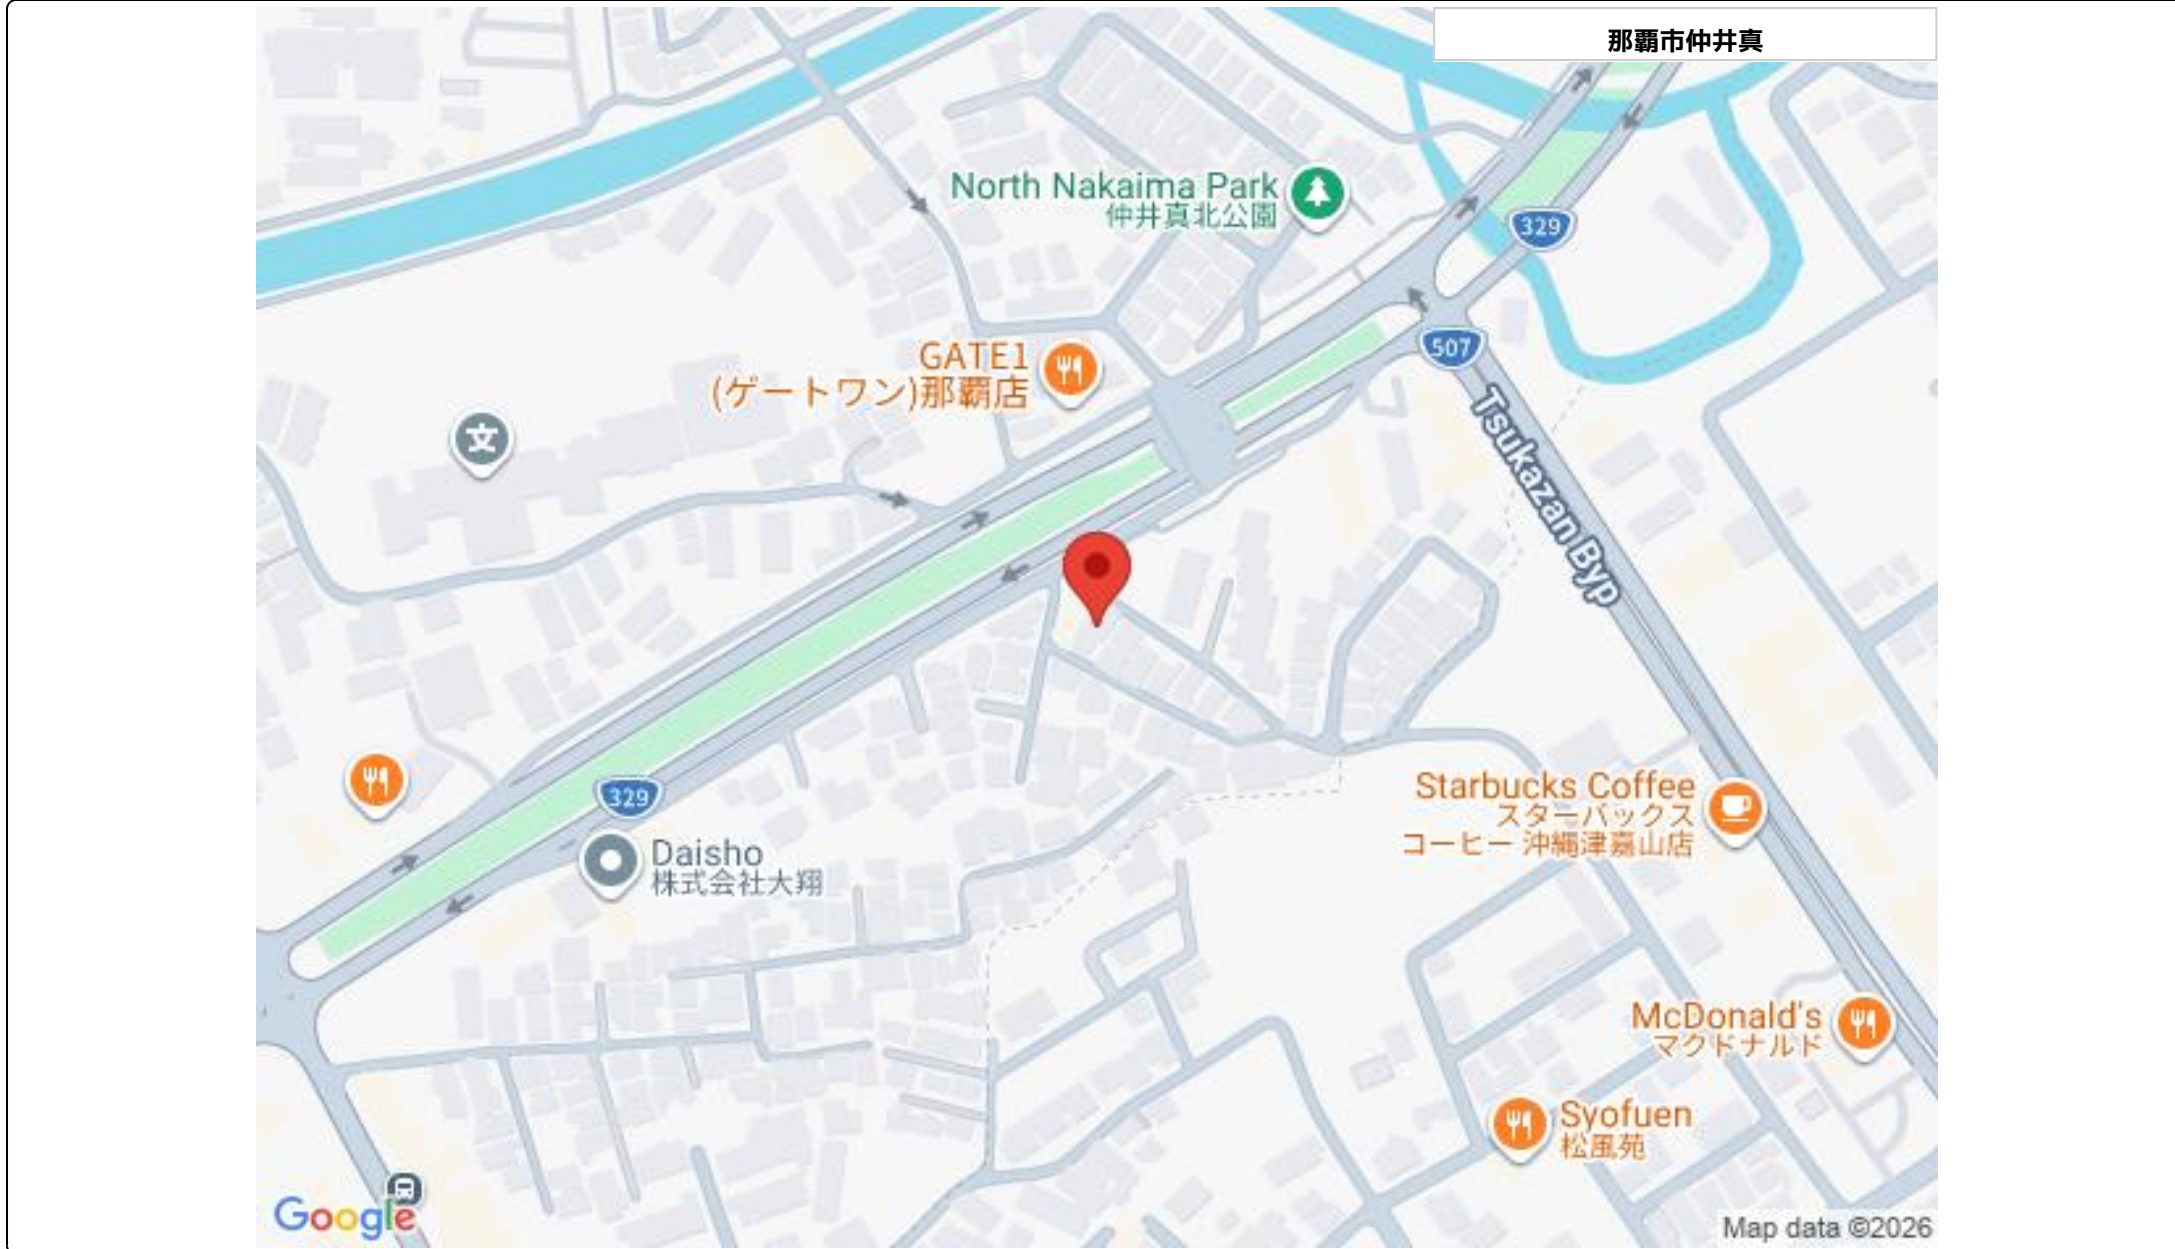 那覇市仲井真
North Nakaima Park
仲井真北公園
329
507
GATE1
(ゲートワン)那覇店
文
Tsukazan Byp
329
Daisho
株式会社大翔
Starbucks Coffee
スターバックス
コーヒー 沖縄津嘉山店
McDonald's
マクドナルド
Syofuen
松風苑
Google
Map data ©2026